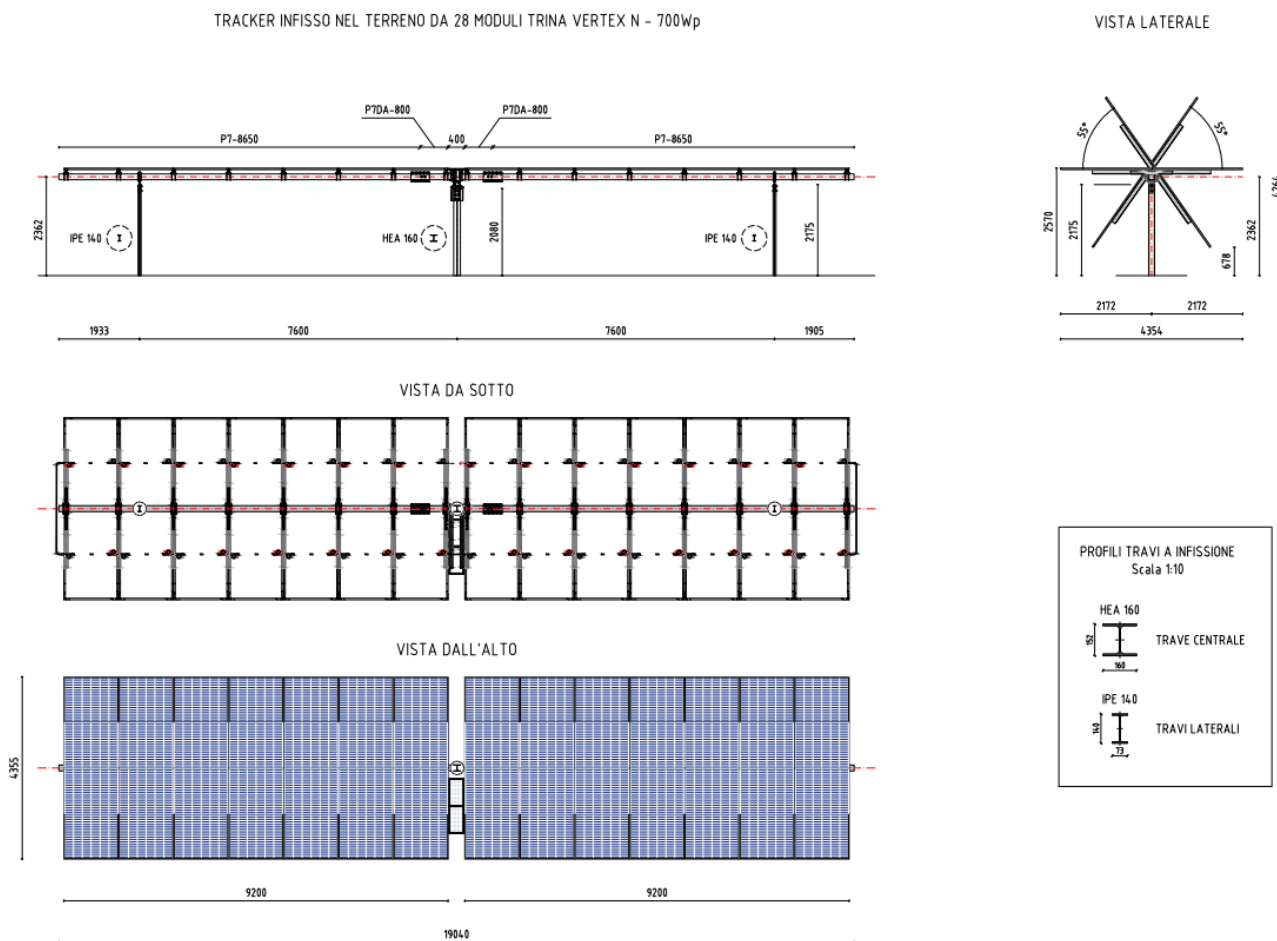 TRACKER INFISSO NEL TERRENO DA 28 MODULI TRINA VERTEX N - 700Wp
VISTA LATERALE
P7DA-800
P7DA-800
P7-8650
400
P7-8650
2362
IPE 140
I
HEA 160
I
2080
IPE 140
I
2175
1933
7600
7600
1905
55°
55°
2570
2175
678
2362
4264
2172
2172
4354
VISTA DA SOTTO
I
I
I
VISTA DALL'ALTO
4355
I
9200
9200
19040
PROFILI TRAVI A INFISSIONE
Scala 1:10
HEA 160
152
160
TRAVE CENTRALE
IPE 140
140
73
TRAVI LATERALI